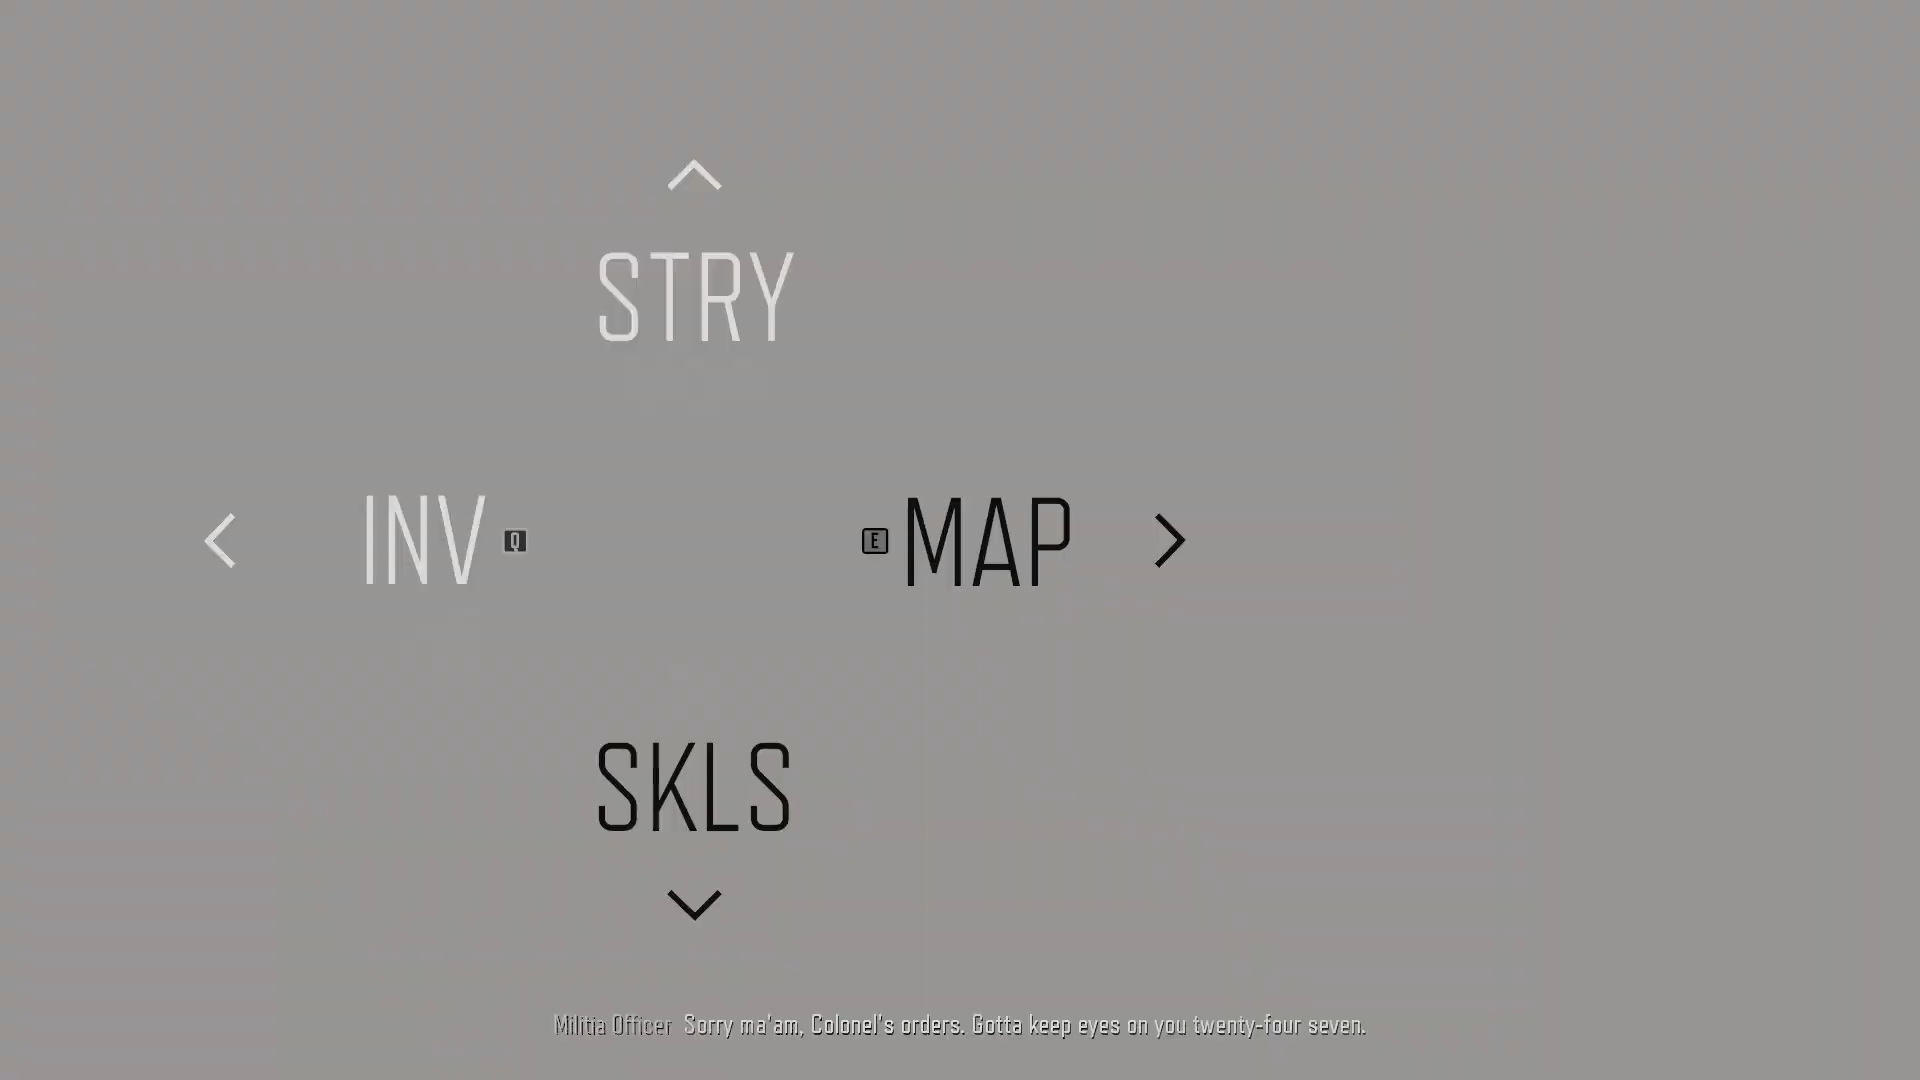 STRY
INV Q
E MAP
SKLS
Militia Officer Sorry ma'am, Colonel's orders. Gotta keep eyes on you twenty-four seven.